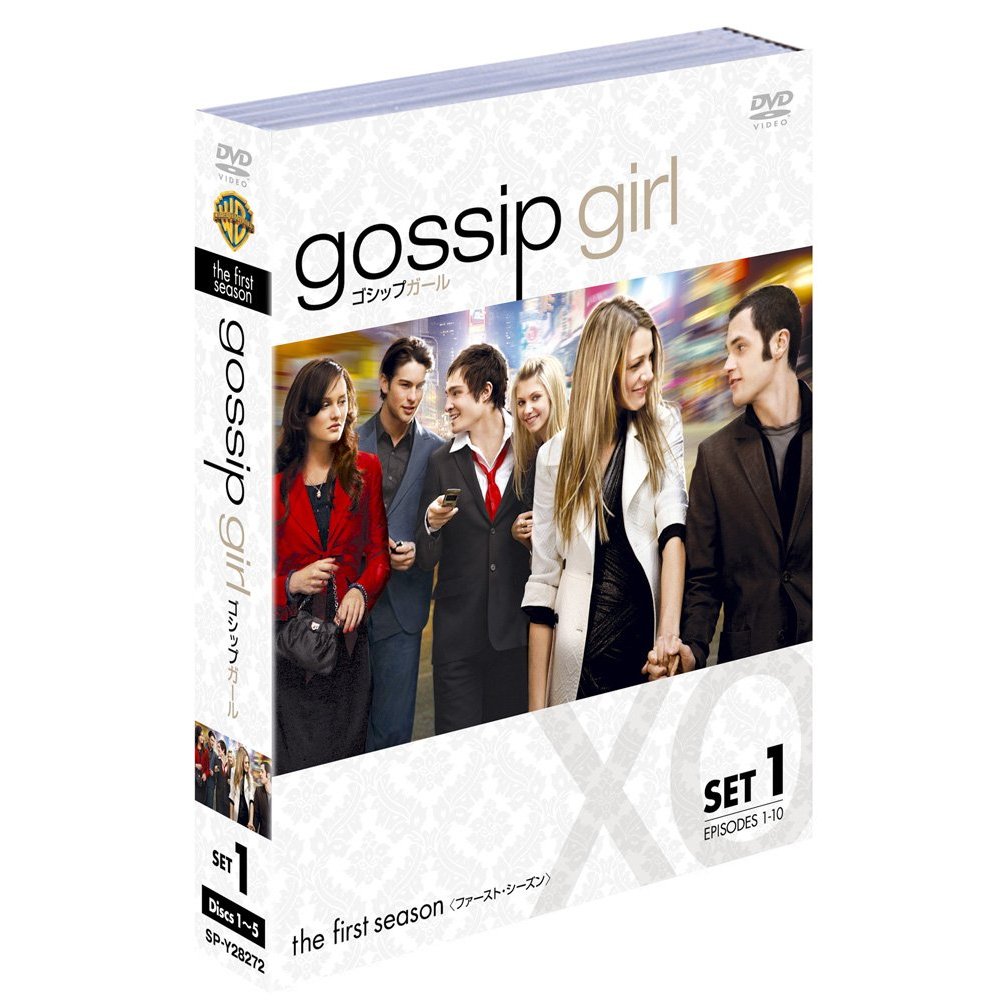 DVD
VIDEO
gossip girl
ゴシップガール
XO
SET 1
EPISODES 1-10
the first season〈ファースト・シーズン〉
DVD
VIDEO
WB
the first
season
gossip girl ゴシップガール
SET 1
Discs 1~5
SP-Y28272